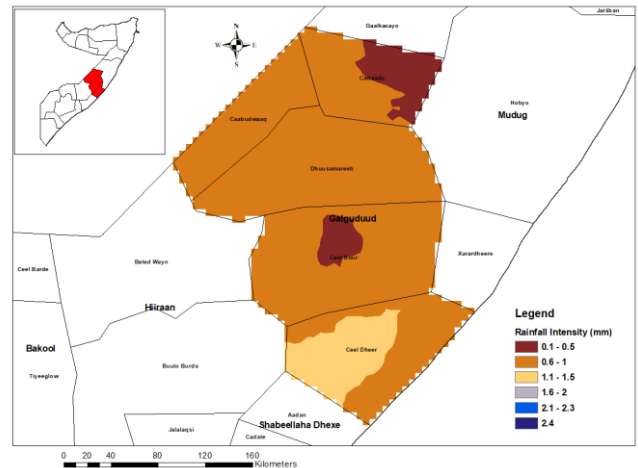 Jariiban
Gaalkacayo
N
W E
S
Cadaado
Hobyo
Mudug
Caabudwaaq
Dhuusamareeb
Galguduud
Ceel Buur
Xarardheere
Ceel Barde
Beled Weyn
Hiiraan
Bakool
Tiyeeglow
Buulo Burdo
Ceel Dheer
Aadan
Shabeellaha Dhexe
Jalalaqsi
Cadale
Legend
Rainfall Intensity (mm)
0.1 - 0.5
0.6 - 1
1.1 - 1.5
1.6 - 2
2.1 - 2.3
2.4
0 20 40 80 120 160
Kilometers